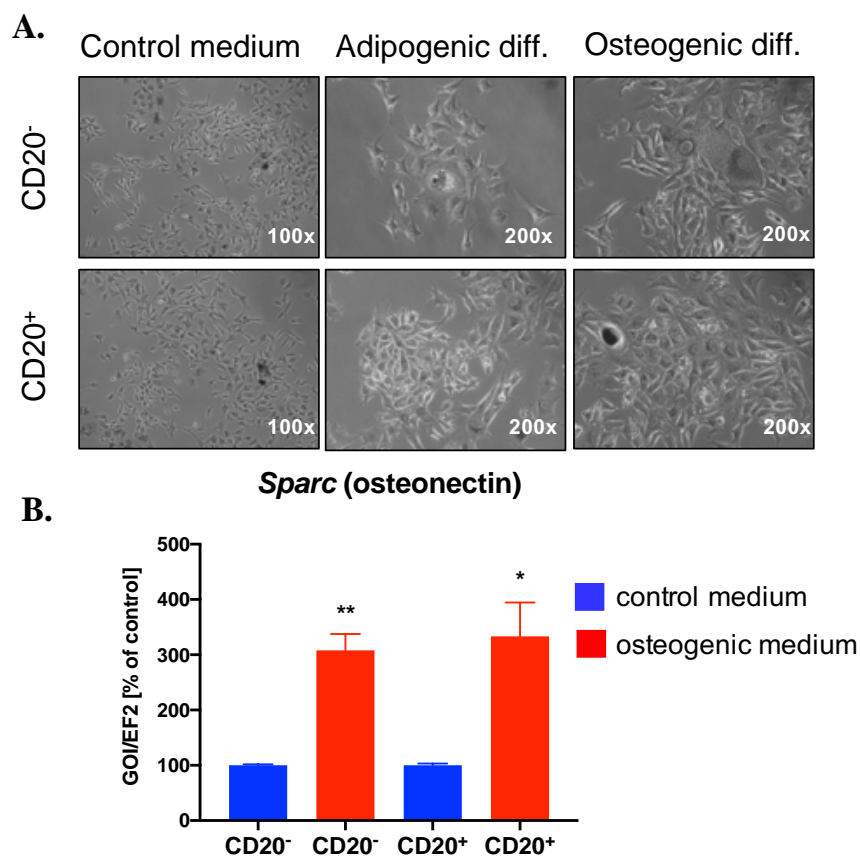 A.
Control medium Adipogenic diff. Osteogenic diff.
CD20⁻
100x 200x 200x
CD20⁺
100x 200x 200x
Sparc (osteonectin)
B.
GOI/EF2 [% of control]
500
400
300
200
100
0
** *
control medium
osteogenic medium
CD20⁻ CD20⁻ CD20⁺ CD20⁺